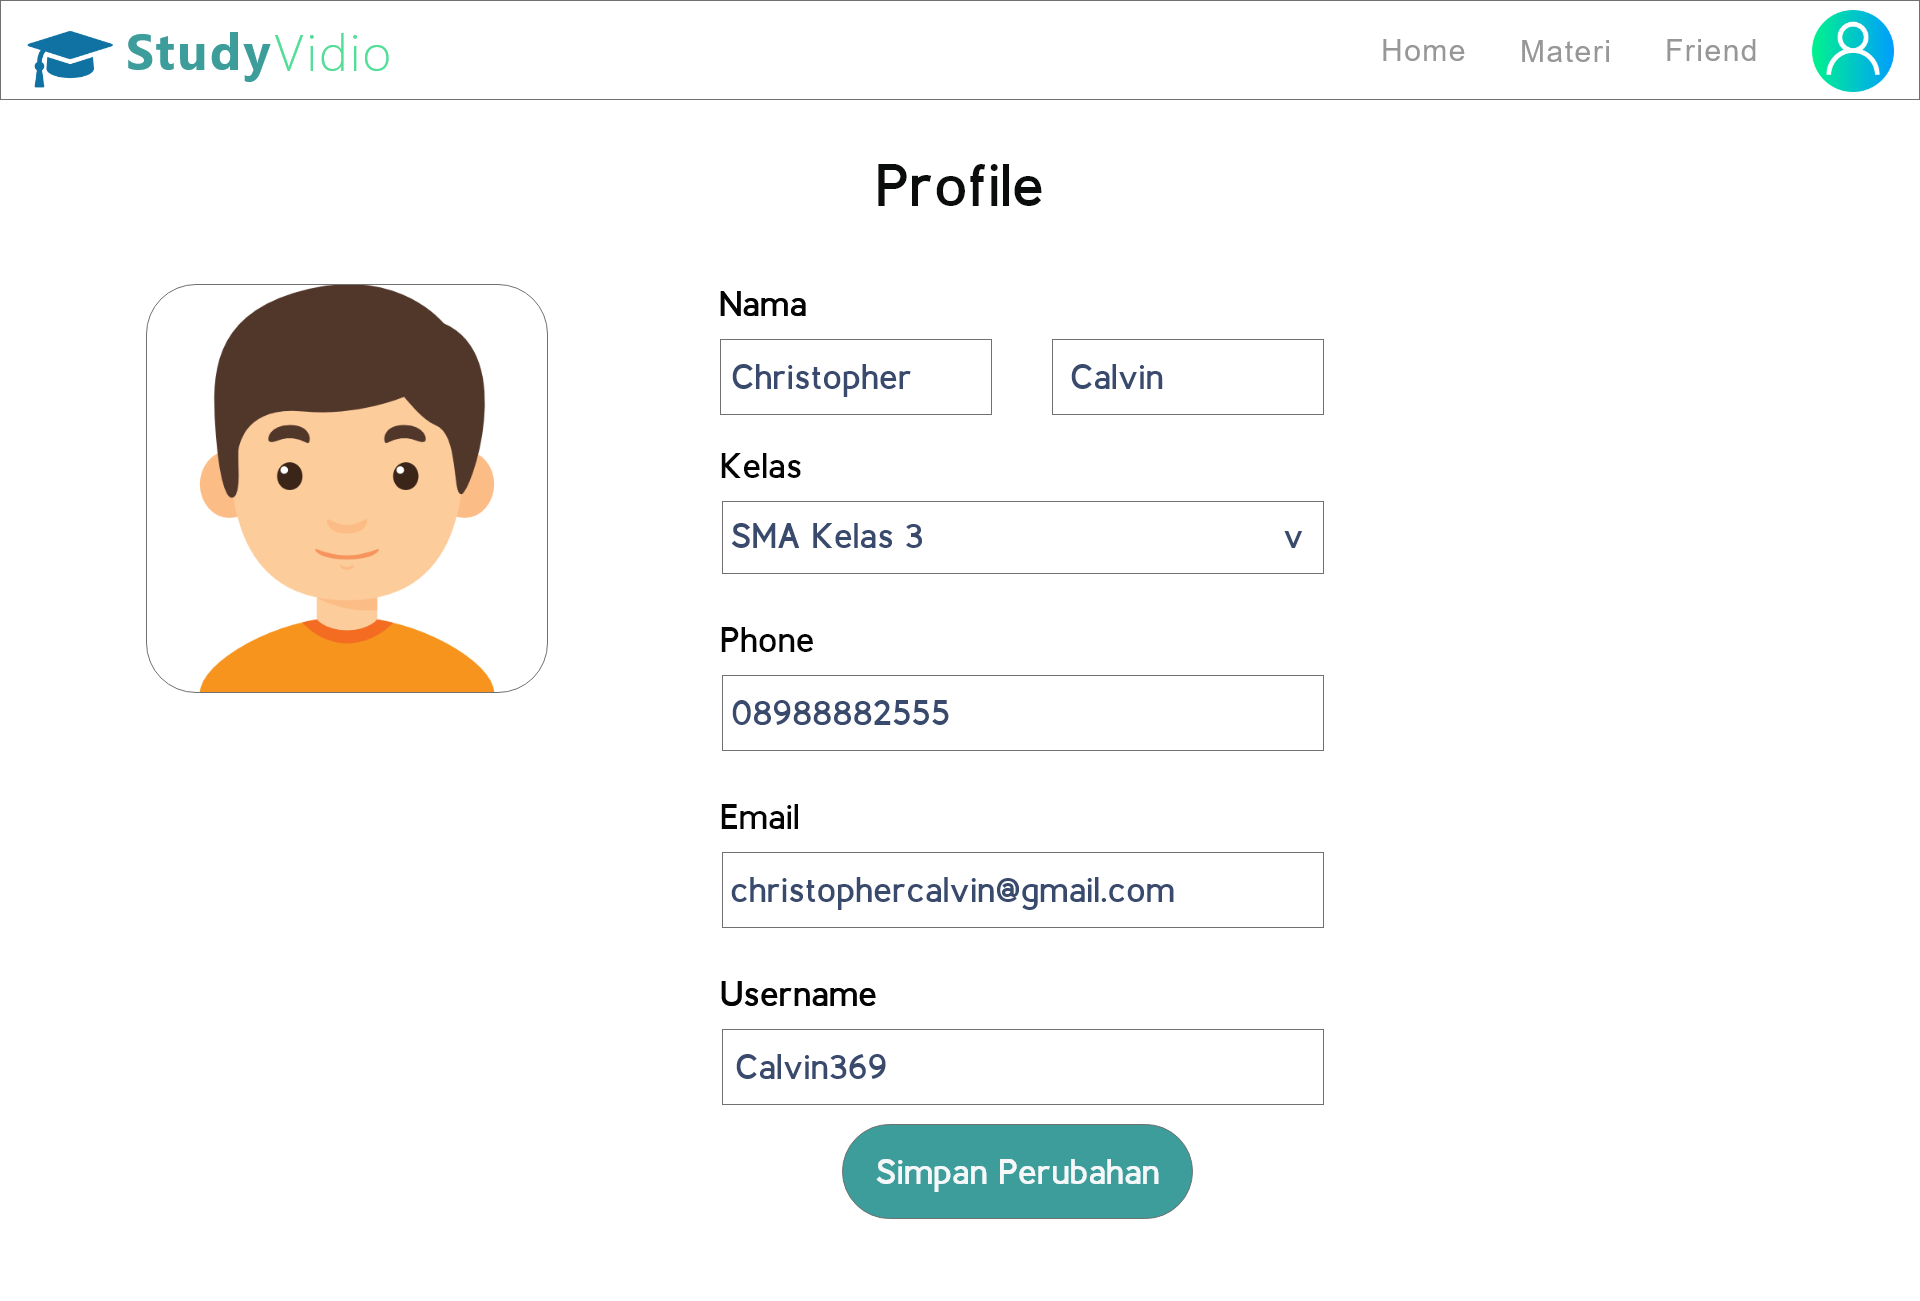 StudyVidio
Home Materi Friend
Profile
Nama
Christopher Calvin
Kelas
SMA Kelas 3 v
Phone
08988882555
Email
christophercalvin@gmail.com
Username
Calvin369
Simpan Perubahan